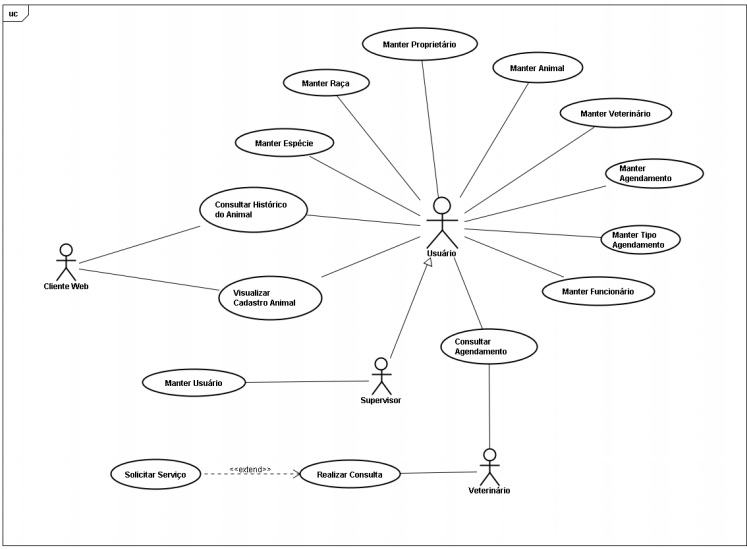 uc
Manter Proprietário
Manter Animal
Manter Raça
Manter Veterinário
Manter Espécie
Manter
Agendamento
Consultar Histórico
do Animal
Manter Tipo
Agendamento
Usuário
Cliente Web
Visualizar
Cadastro Animal
Manter Funcionário
Consultar
Agendamento
Manter Usuário
Supervisor
Solicitar Serviço
<<extend>>
Realizar Consulta
Veterinário